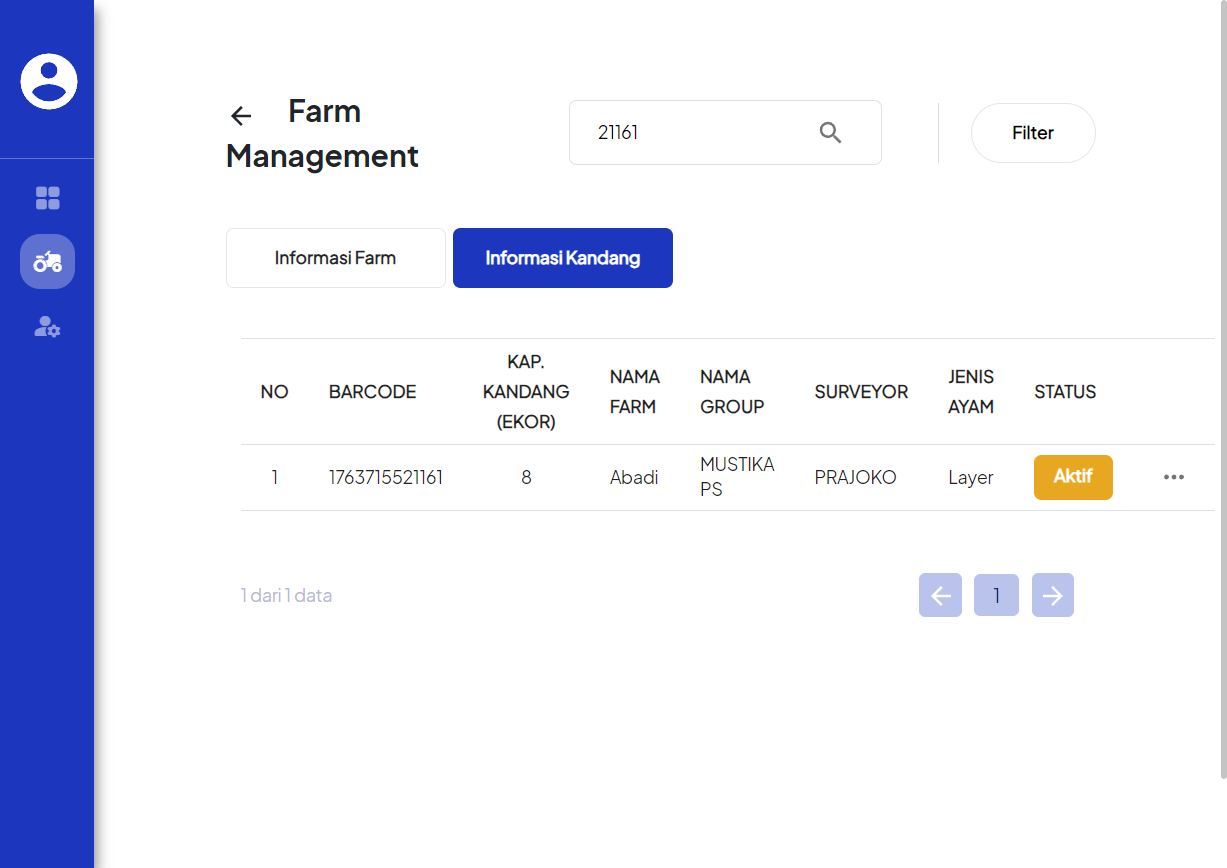 Farm
Management
21161
Filter
Informasi Farm
Informasi Kandang
NO
BARCODE
KAP.
KANDANG
(EKOR)
NAMA
FARM
NAMA
GROUP
SURVEYOR
JENIS
AYAM
STATUS
1
1763715521161
8
Abadi
MUSTIKA
PS
PRAJOKO
Layer
Aktif
1 dari 1 data
1